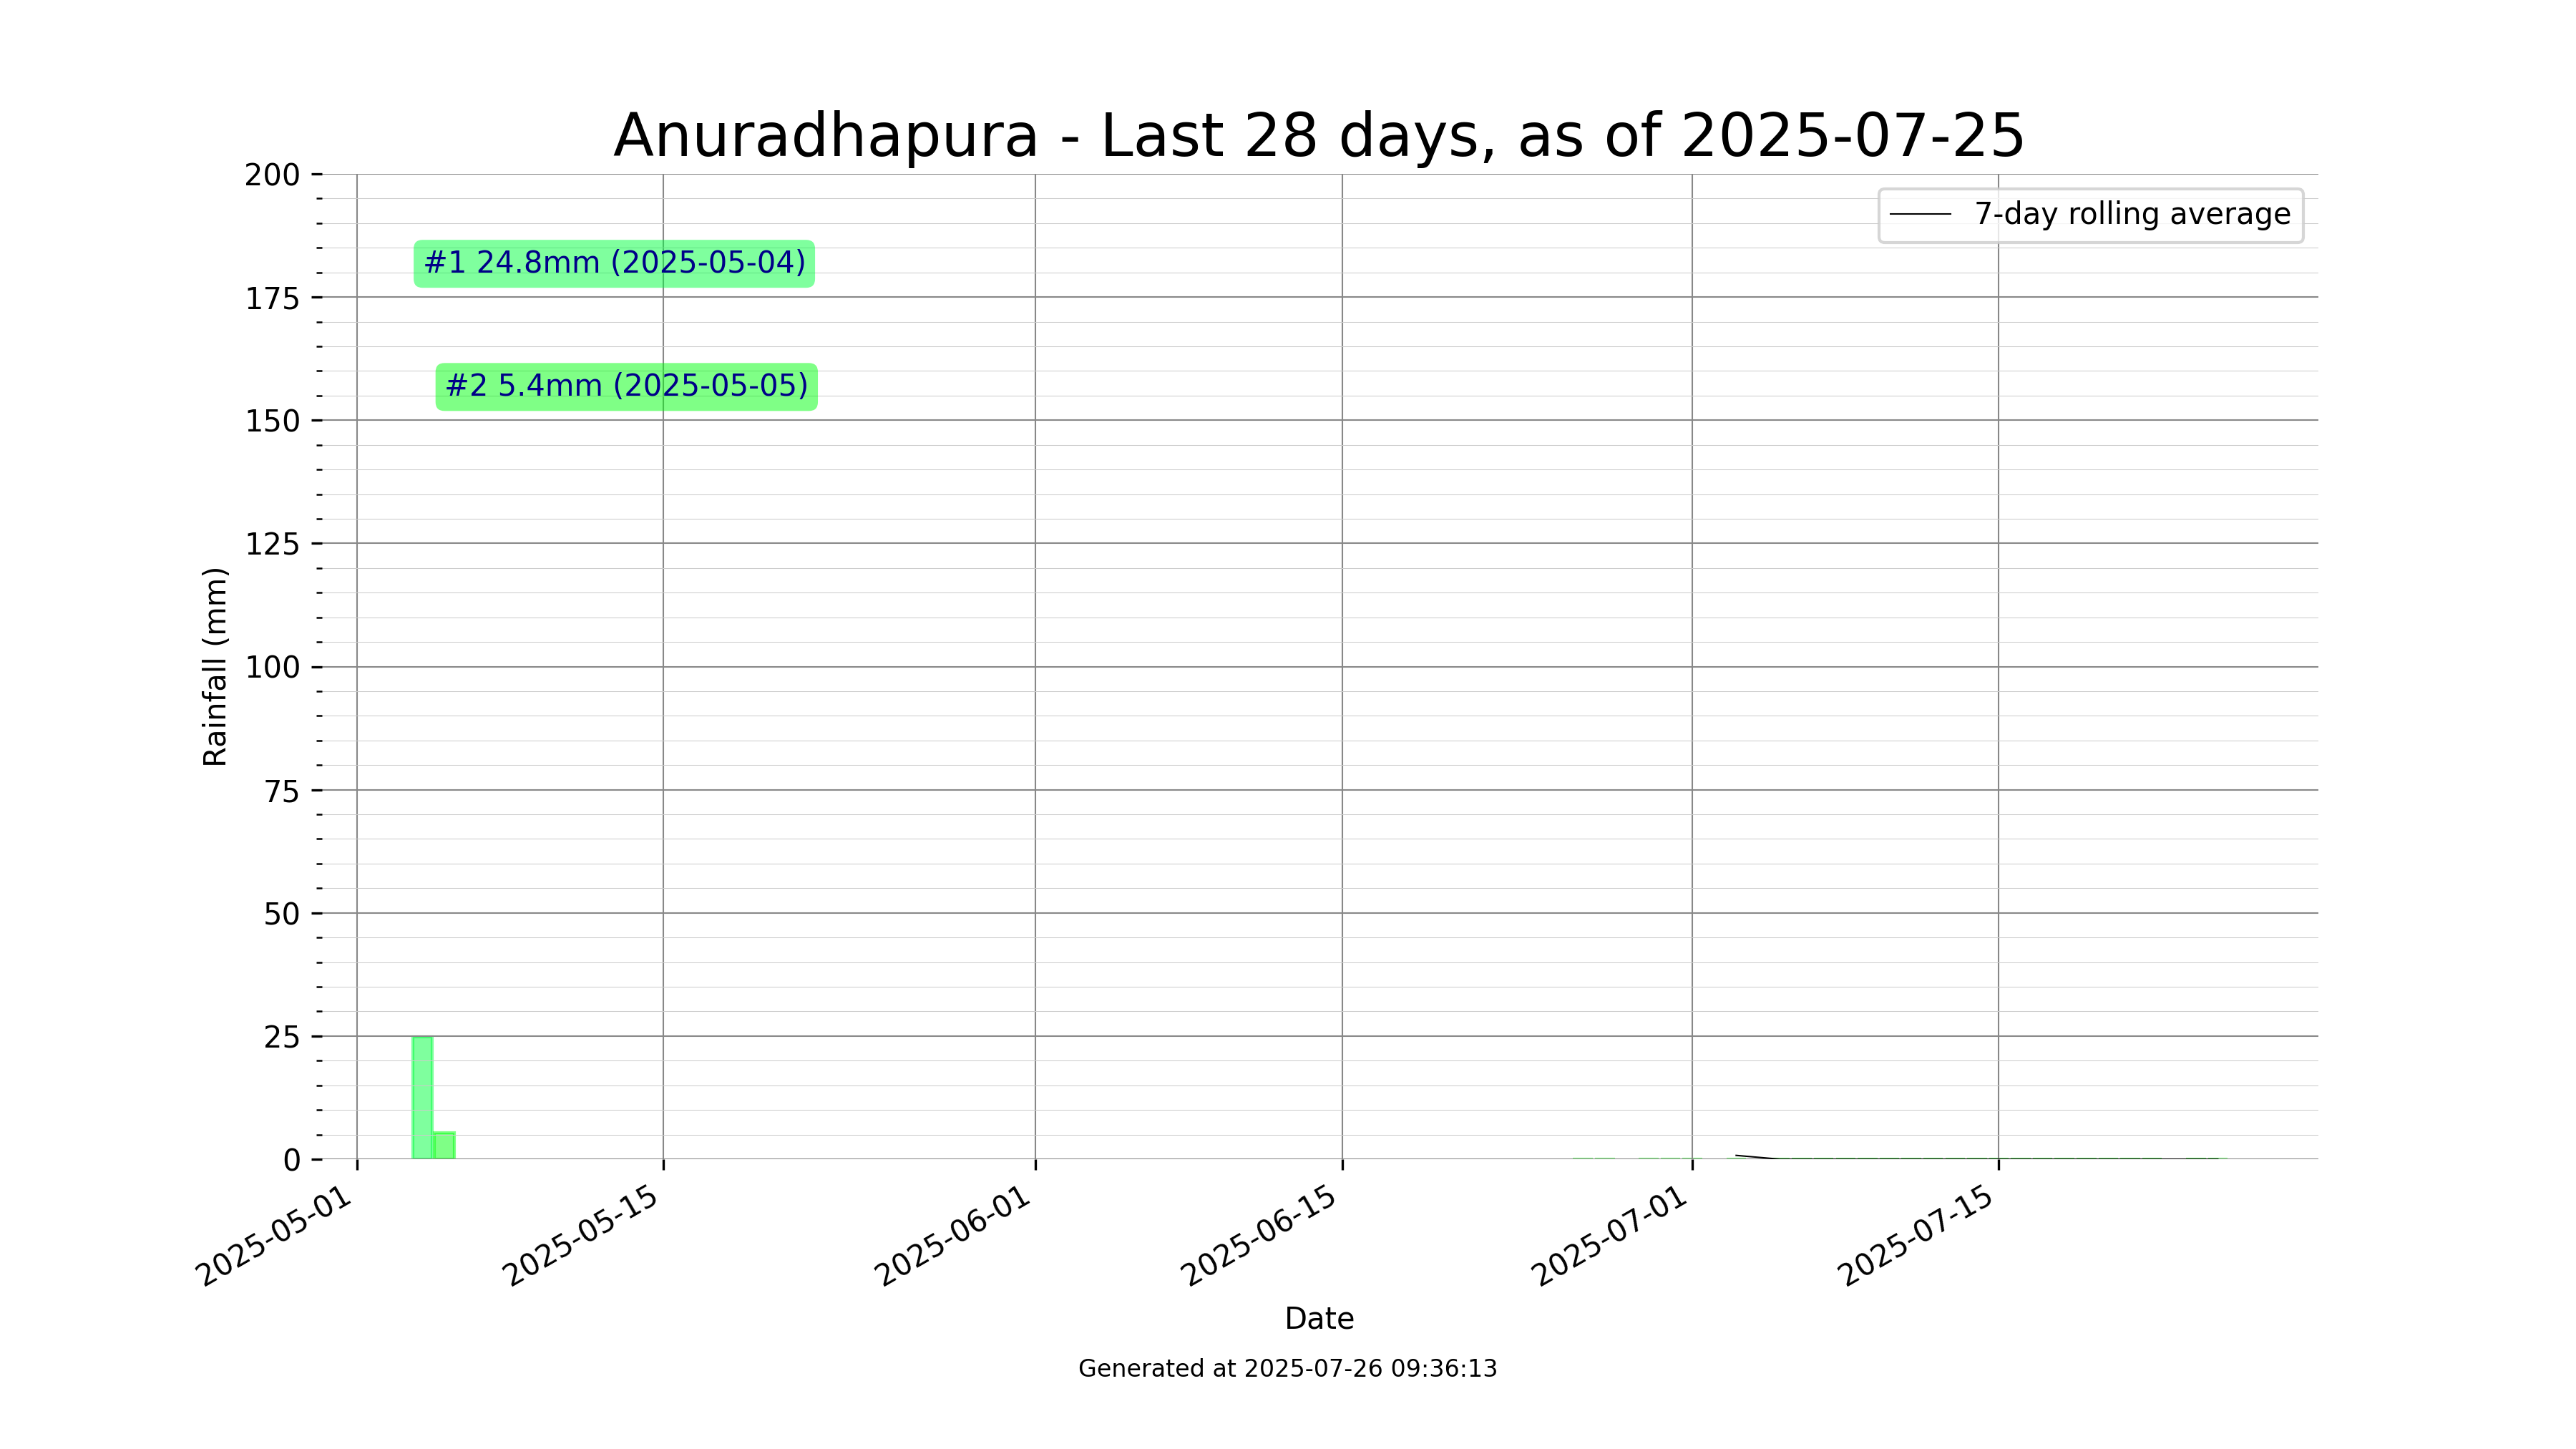 Anuradhapura - Last 28 days, as of 2025-07-25
7-day rolling average
#1 24.8mm (2025-05-04)
#2 5.4mm (2025-05-05)
200
175
150
125
100
75
50
25
0
Rainfall (mm)
2025-05-01
2025-05-15
2025-06-01
2025-06-15
2025-07-01
2025-07-15
Date
Generated at 2025-07-26 09:36:13